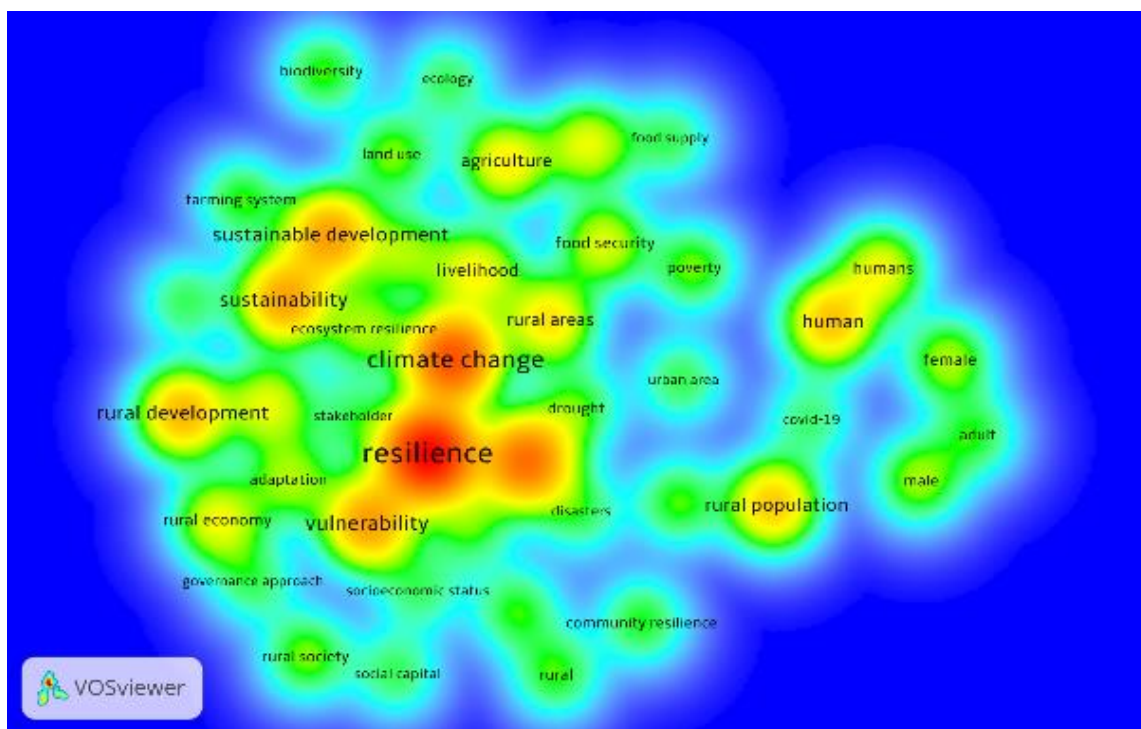 biodiversity
ecology
food supply
land use
agriculture
farming system
sustainable development
food security
livelihood
poverty
humans
sustainability
rural areas
human
ecosystem resilience
climate change
female
urban area
rural development
stakeholder
drought
covid-19
adult
resilience
adaptation
male
rural population
disasters
rural economy
vulnerability
governance approach
socioeconomic status
community resilience
rural society
social capital
rural
VOSviewer